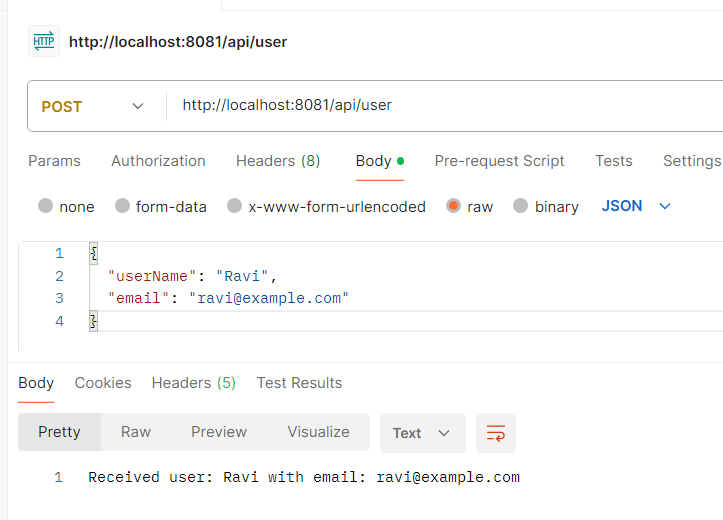 HTTP http://localhost:8081/api/user
POST http://localhost:8081/api/user
Params Authorization Headers (8) Body Pre-request Script Tests Settings
none form-data x-www-form-urlencoded raw binary JSON
1 {
2 "userName": "Ravi",
3 "email": "ravi@example.com"
4 }
Body Cookies Headers (5) Test Results
Pretty Raw Preview Visualize Text
1 Received user: Ravi with email: ravi@example.com